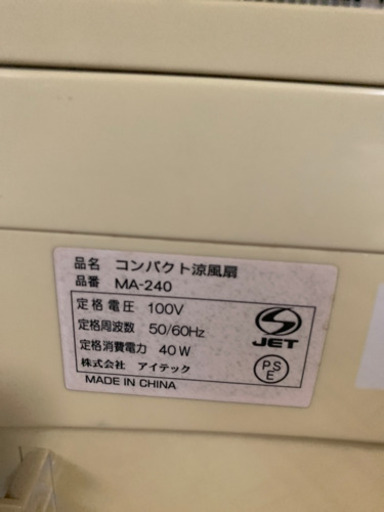 品名 コンパクト涼風扇
品番 MA-240
定格電圧 100V
定格周波数 50/60Hz
定格消費電力 40W
株式会社 アイテック
MADE IN CHINA
JET
PS
E